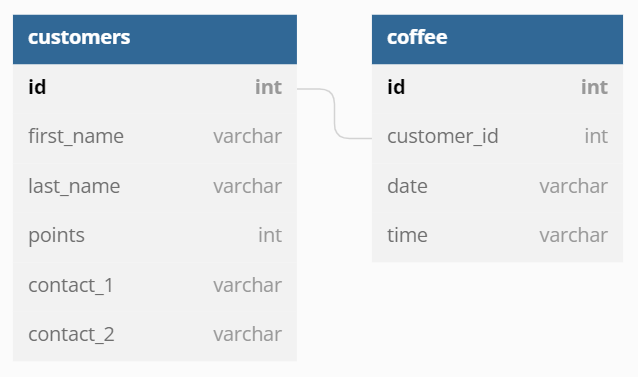 customers
id int
first_name varchar
last_name varchar
points int
contact_1 varchar
contact_2 varchar
coffee
id int
customer_id int
date varchar
time varchar